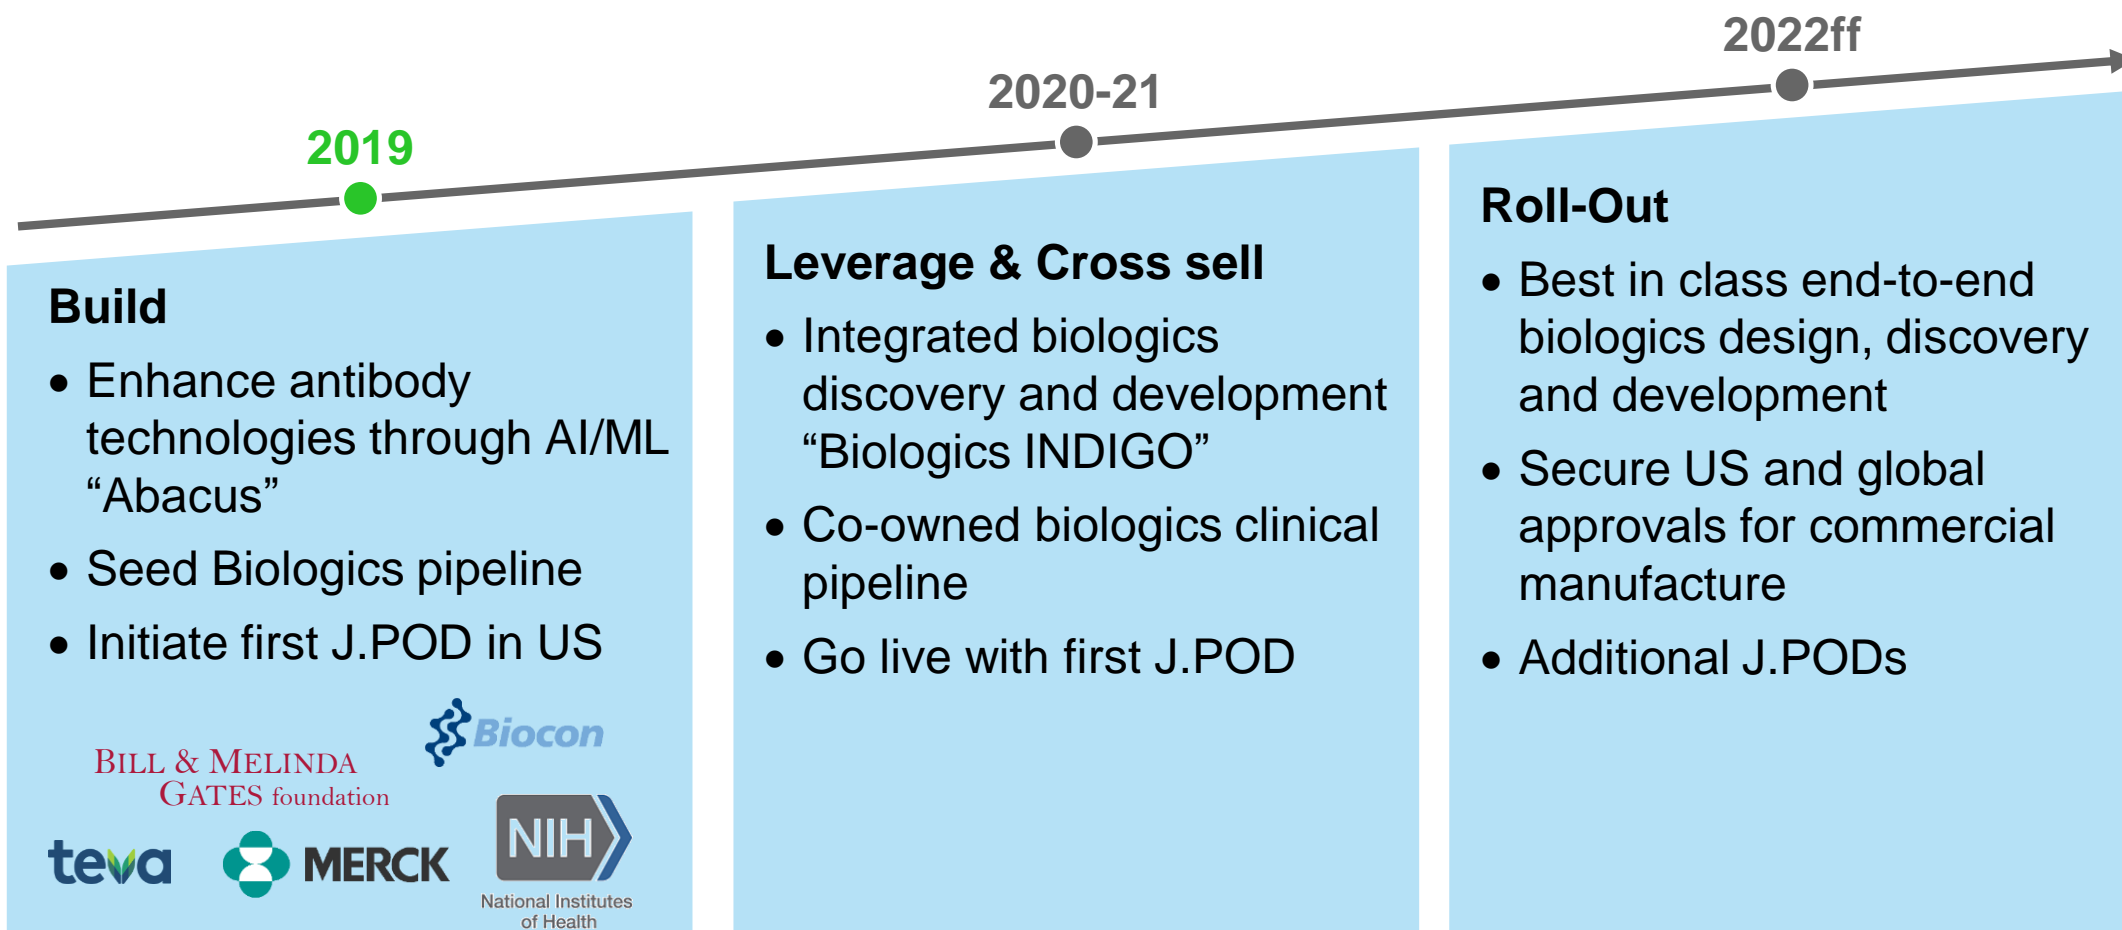 2019
2020-21
2022ff
Build
• Enhance antibody
technologies through AI/ML
“Abacus”
• Seed Biologics pipeline
• Initiate first J.POD in US
Biocon
BILL & MELINDA
GATES foundation
teva
MERCK
NIH
National Institutes
of Health
Leverage & Cross sell
• Integrated biologics
discovery and development
“Biologics INDIGO”
• Co-owned biologics clinical
pipeline
• Go live with first J.POD
Roll-Out
• Best in class end-to-end
biologics design, discovery
and development
• Secure US and global
approvals for commercial
manufacture
• Additional J.PODs